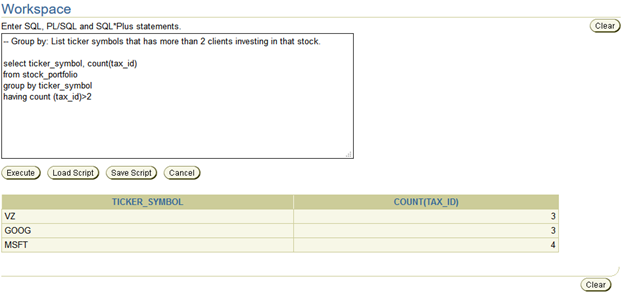 Workspace
Enter SQL, PL/SQL and SQL*Plus statements.
Clear
-- Group by: List ticker symbols that has more than 2 clients investing in that stock.
select ticker_symbol, count(tax_id)
from stock_portfolio
group by ticker_symbol
having count (tax_id)>2
Execute Load Script Save Script Cancel
TICKER_SYMBOL COUNT(TAX_ID)
VZ 3
GOOG 3
MSFT 4
Clear